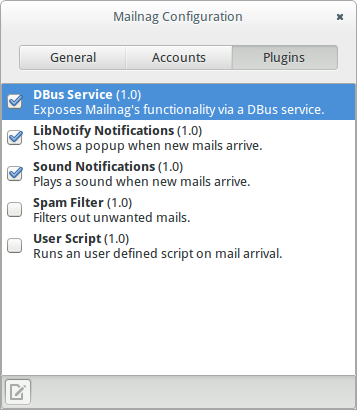 Mailnag Configuration
General Accounts Plugins
DBus Service (1.0)
Exposes Mailnag's functionality via a DBus service.
LibNotify Notifications (1.0)
Shows a popup when new mails arrive.
Sound Notifications (1.0)
Plays a sound when new mails arrive.
Spam Filter (1.0)
Filters out unwanted mails.
User Script (1.0)
Runs an user defined script on mail arrival.